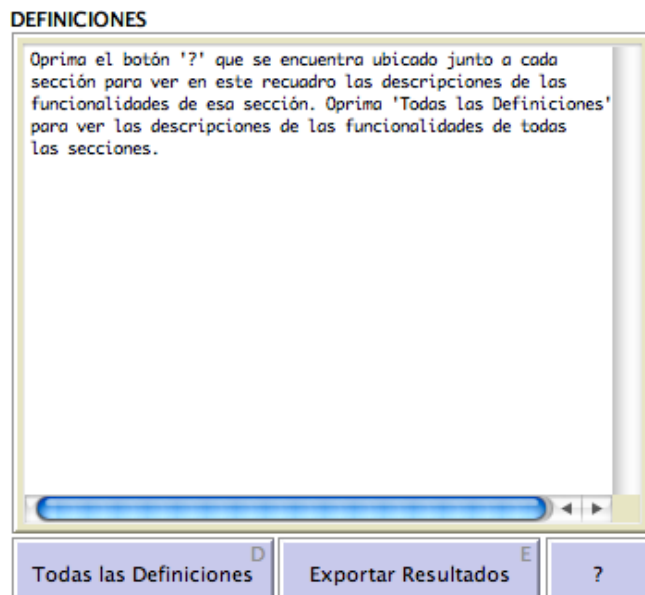 DEFINICIONES
Oprima el botón '?' que se encuentra ubicado junto a cada
sección para ver en este recuadro las descripciones de las
funcionalidades de esa sección. Oprima 'Todas las Definiciones'
para ver las descripciones de las funcionalidades de todas
las secciones.
D
E
Todas las Definiciones
Exportar Resultados
?